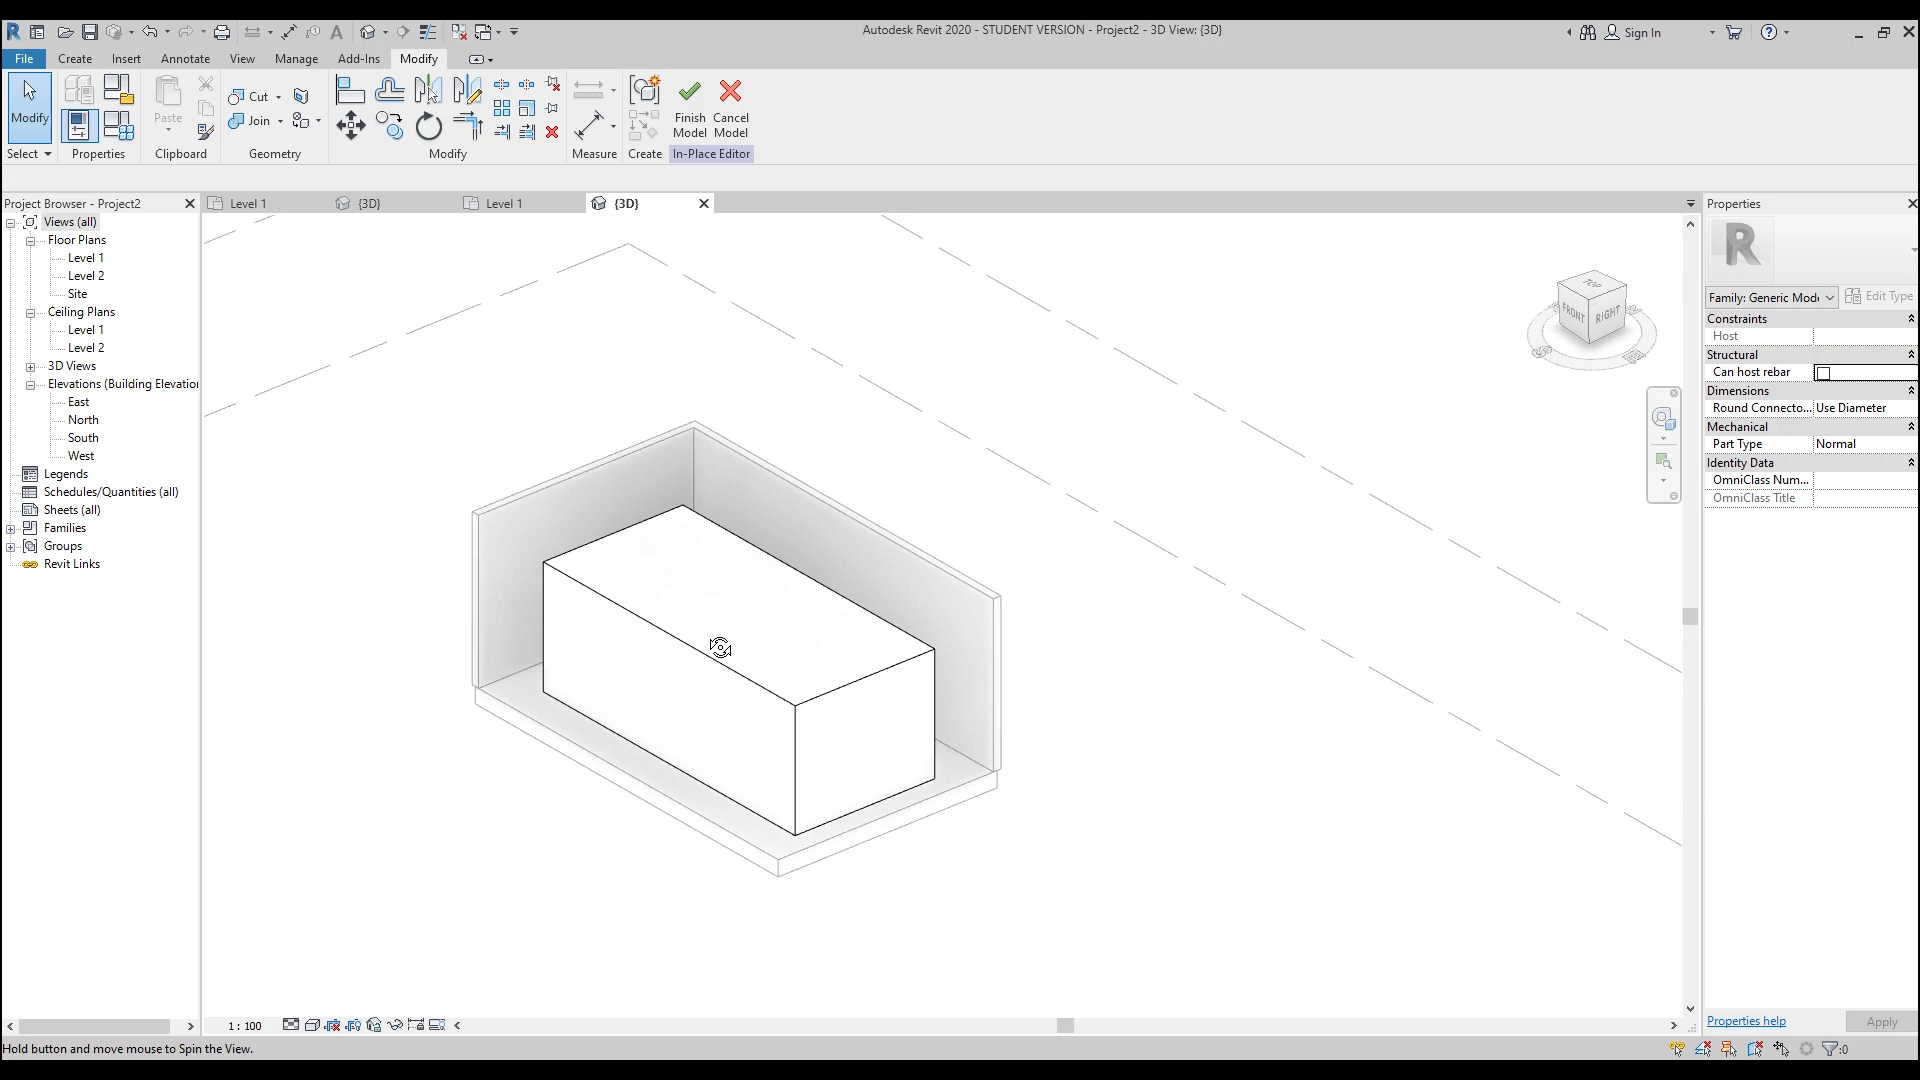 Autodesk Revit 2020 - STUDENT VERSION - Project2 - 3D View: {3D}
Sign In
File
Create
Insert
Annotate
View
Manage
Add-Ins
Modify
Modify
Paste
Cut
Join
Finish
Model
Cancel
Model
Select
Properties
Clipboard
Geometry
Modify
Measure
Create
In-Place Editor
Project Browser - Project2
Level 1
{3D}
Level 1
{3D}
Properties
Views (all)
Floor Plans
Level 1
Level 2
Site
Ceiling Plans
Level 1
Level 2
3D Views
Elevations (Building Elevation
East
North
South
West
Legends
Schedules/Quantities (all)
Sheets (all)
Families
Groups
Revit Links
TOP
FRONT
RIGHT
Family: Generic Mod
Edit Type
Constraints
Host
Structural
Can host rebar
Dimensions
Round Connecto...
Use Diameter
Mechanical
Part Type
Normal
Identity Data
OmniClass Num...
OmniClass Title
Properties help
Apply
1 : 100
Hold button and move mouse to Spin the View.
:0